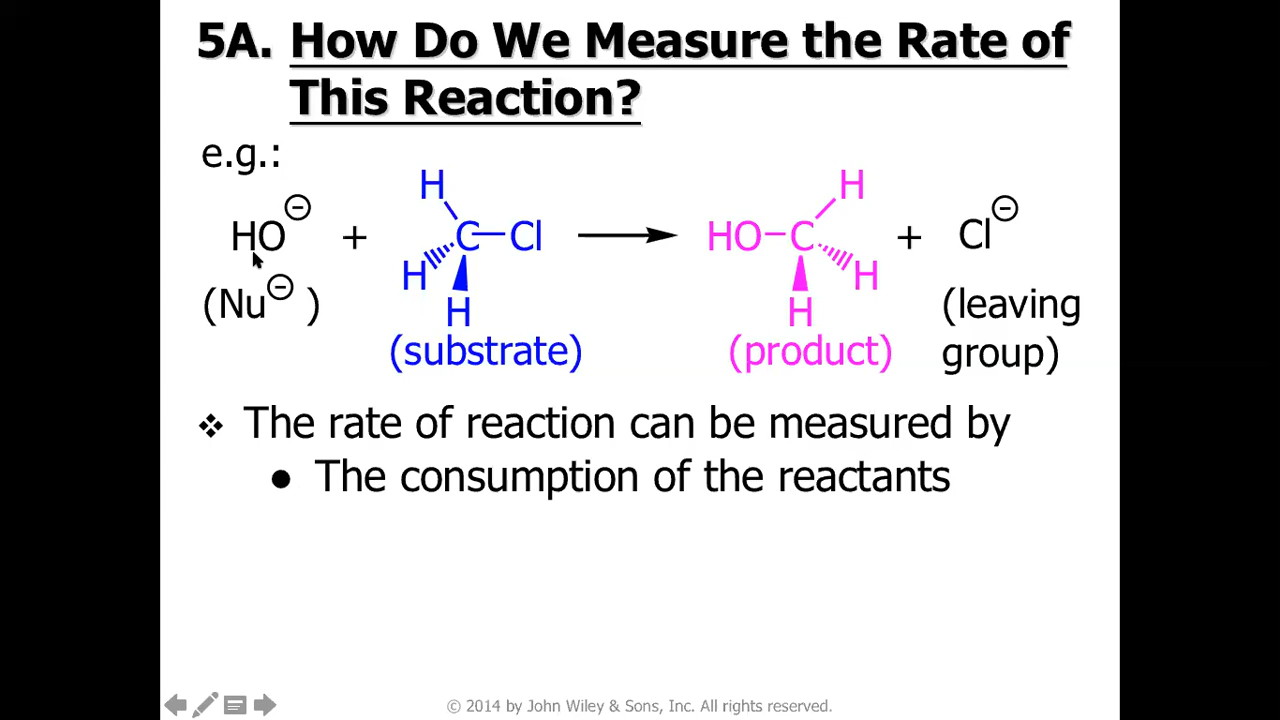 5A. How Do We Measure the Rate of
This Reaction?
e.g.:
HO⊖ + H C–Cl H H → HO–C H H H + Cl⊖
(Nu⊖ ) (substrate) (product) (leaving
group)
❖ The rate of reaction can be measured by
● The consumption of the reactants
© 2014 by John Wiley & Sons, Inc. All rights reserved.